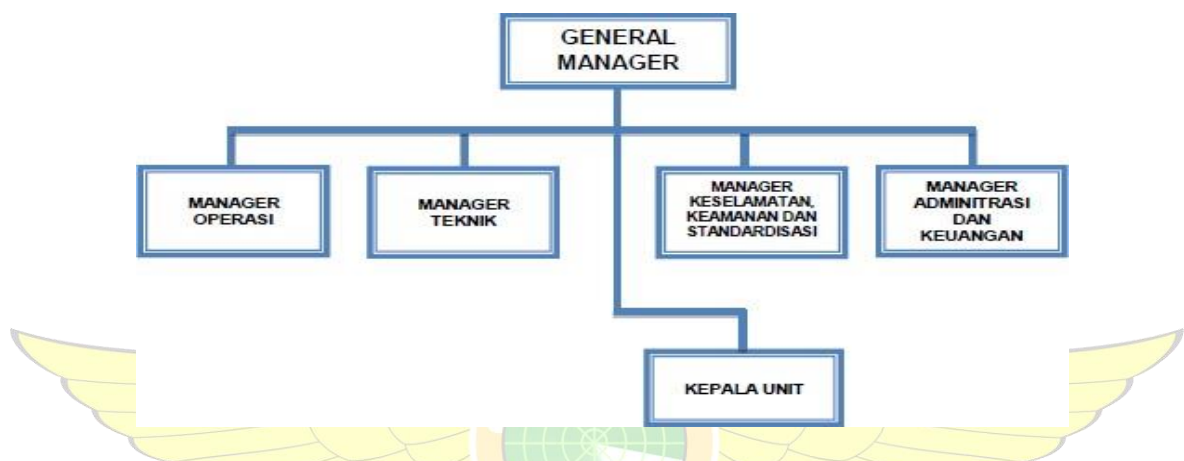 GENERAL
MANAGER
MANAGER
OPERASI
MANAGER
TEKNIK
MANAGER
KESELAMATAN,
KEAMANAN DAN
STANDARDISASI
MANAGER
ADMINITRASI
DAN
KEUANGAN
KEPALA UNIT